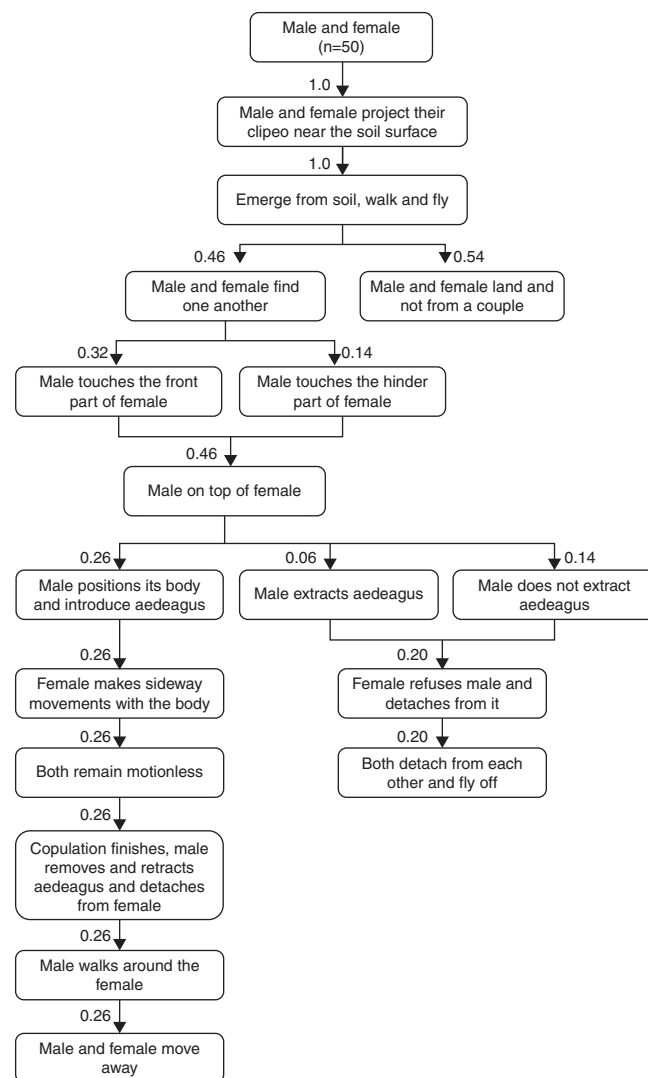 Male and female
(n=50)
1.0
Male and female project their
clipeo near the soil surface
1.0
Emerge from soil, walk and fly
0.46
0.54
Male and female find
one another
Male and female land and
not from a couple
0.32
0.14
Male touches the front
part of female
Male touches the hinder
part of female
0.46
Male on top of female
0.26
0.06
0.14
Male positions its body
and introduce aedeagus
Male extracts aedeagus
Male does not extract
aedeagus
0.26
0.20
Female makes sideway
movements with the body
Female refuses male and
detaches from it
0.26
0.20
Both remain motionless
Both detach from each
other and fly off
0.26
Copulation finishes, male
removes and retracts
aedeagus and detaches
from female
0.26
Male walks around the
female
0.26
Male and female move
away